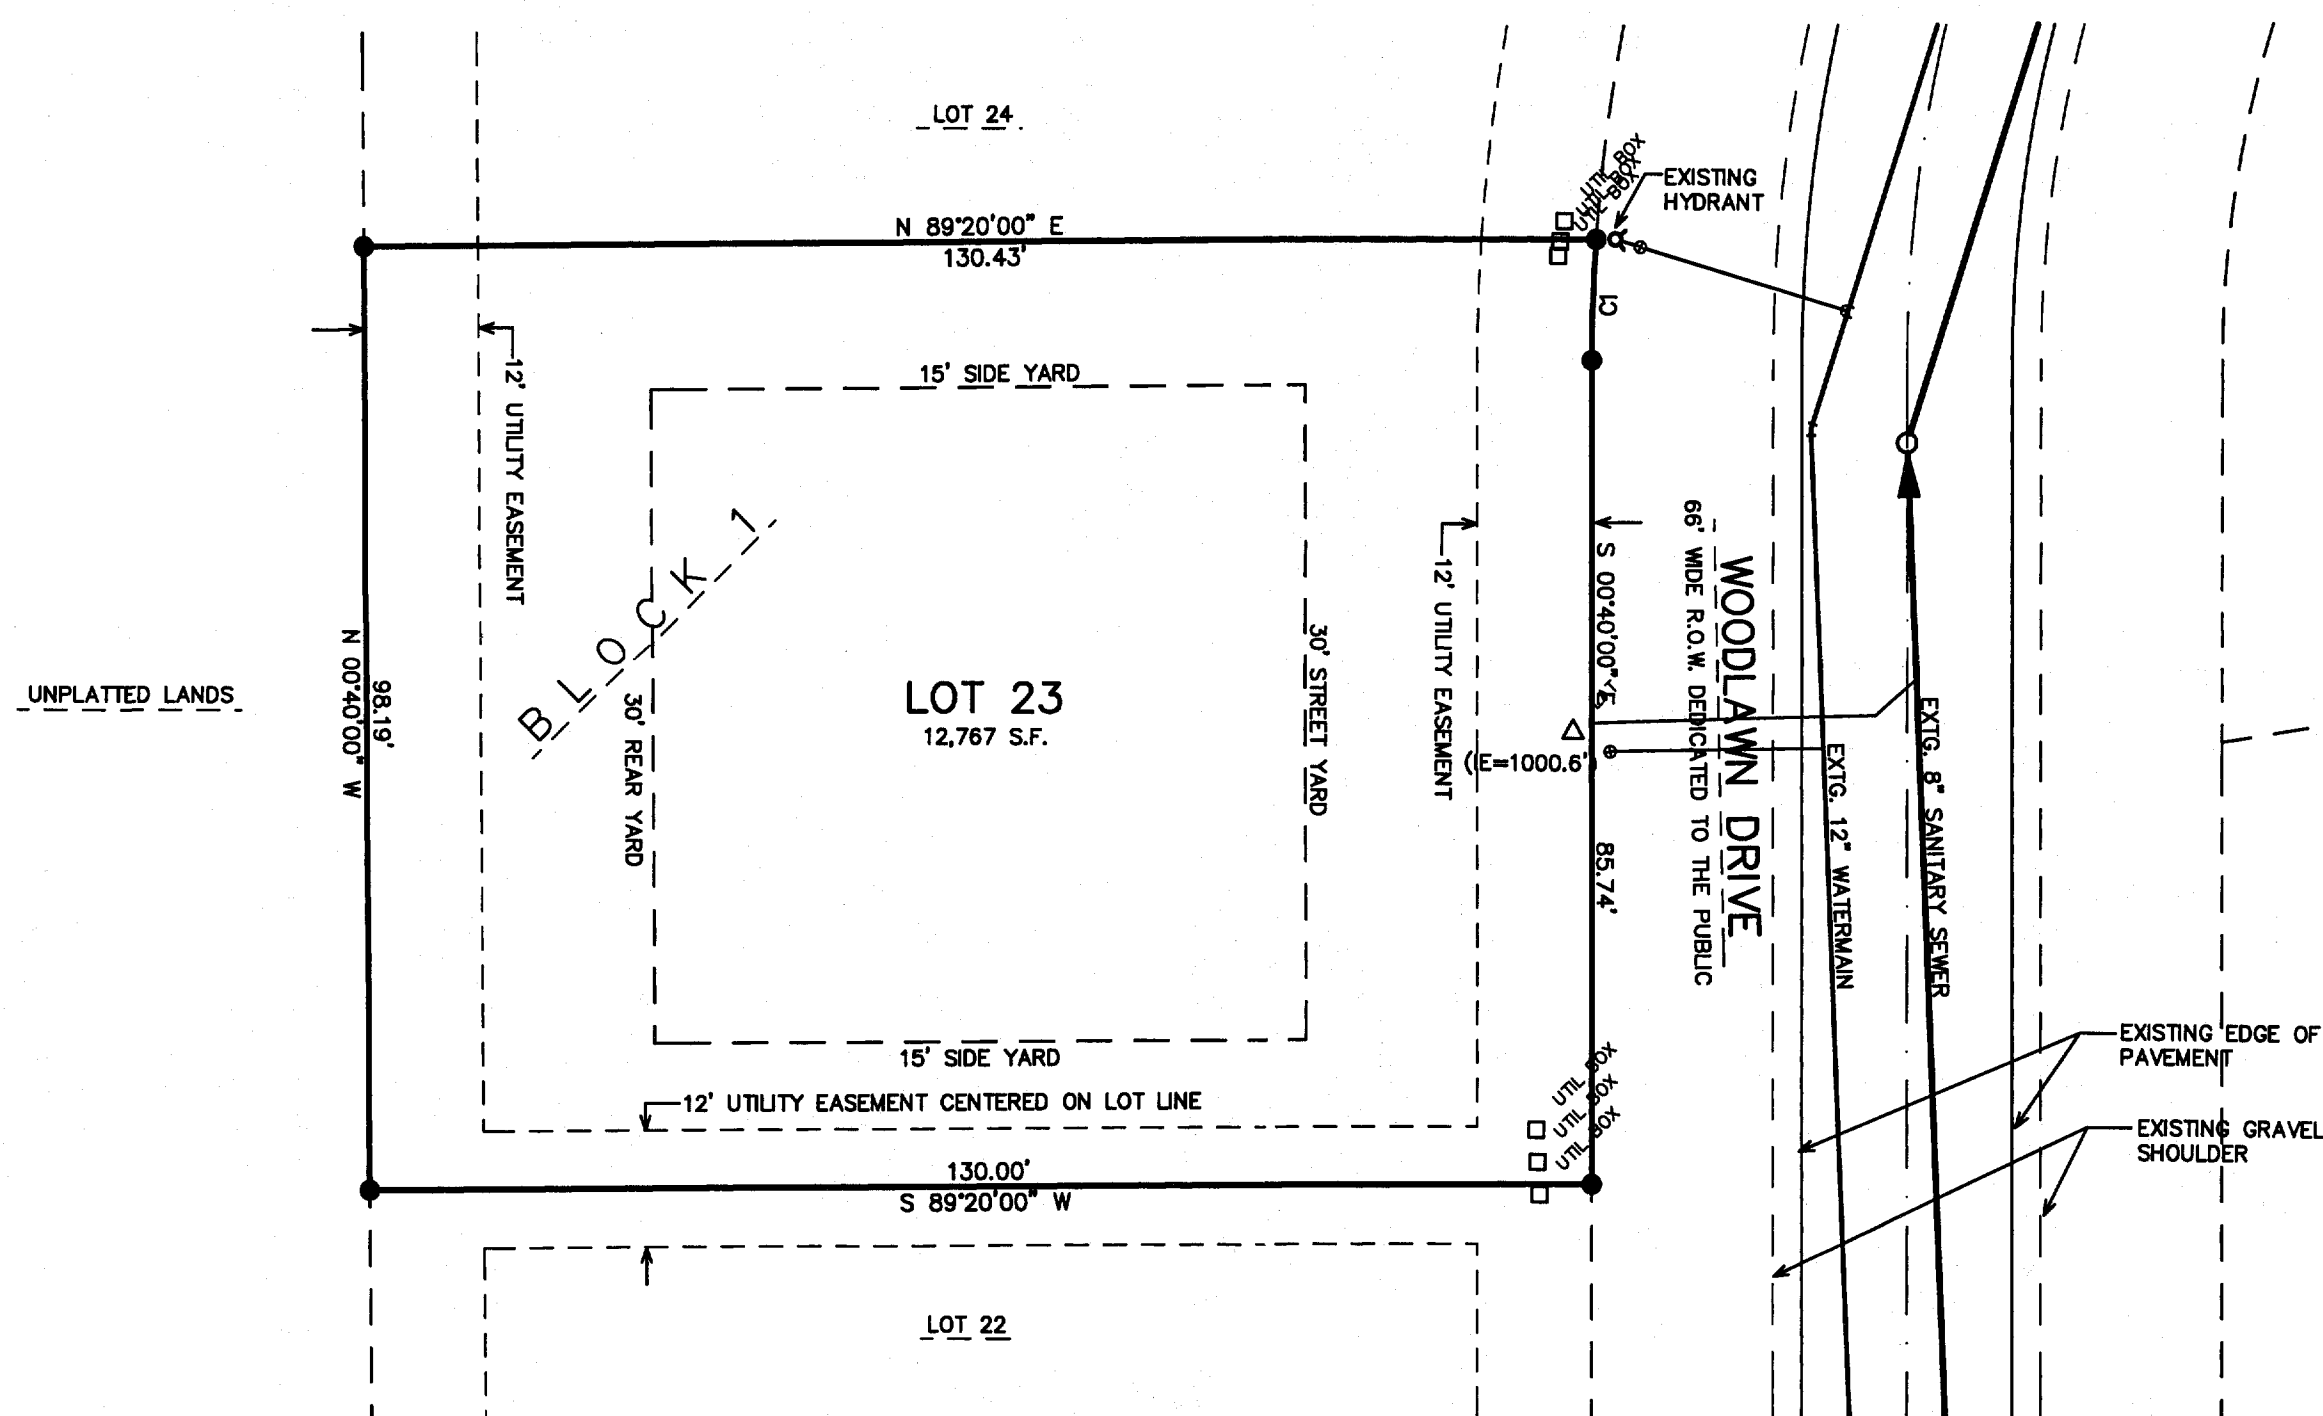 LOT 24
UTIL BOX
UTIL BOX
UTIL BOX
EXISTING
HYDRANT
N 89°20'00" E
130.43'
C1
15' SIDE YARD
12' UTILITY EASEMENT
BLOCK 1
66' WIDE R.O.W. DEDICATED TO THE PUBLIC
WOODLAWN DRIVE
S 00°40'00" E
85.74'
12' UTILITY EASEMENT
30' STREET YARD
UNPLATTED LANDS
N 00°40'00" W
98.19'
30' REAR YARD
LOT 23
12,767 S.F.
(IE=1000.6')
EXTG. 12" WATERMAIN
EXTG. 8" SANITARY SEWER
15' SIDE YARD
12' UTILITY EASEMENT CENTERED ON LOT LINE
UTIL BOX
UTIL BOX
UTIL BOX
EXISTING EDGE OF
PAVEMENT
EXISTING GRAVEL
SHOULDER
130.00'
S 89°20'00" W
LOT 22